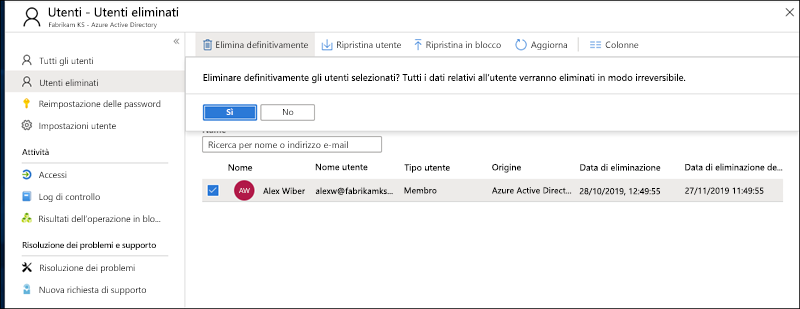 Utenti - Utenti eliminati
Fabrikam KS - Azure Active Directory
Tutti gli utenti
Utenti eliminati
Reimpostazione delle password
Impostazioni utente
Attività
Accessi
Log di controllo
Risultati dell'operazione in blo...
Risoluzione dei problemi e supporto
Risoluzione dei problemi
Nuova richiesta di supporto
Elimina definitivamente Ripristina utente Ripristina in blocco Aggiorna Colonne
Eliminare definitivamente gli utenti selezionati? Tutti i dati relativi all'utente verranno eliminati in modo irreversibile.
Sì No
Nome
Ricerca per nome o indirizzo e-mail
Nome Nome utente Tipo utente Origine Data di eliminazione Data di eliminazione de...
AW Alex Wiber alexw@fabrikamks... Membro Azure Active Direct... 28/10/2019, 12:49:55 27/11/2019 11:49:55